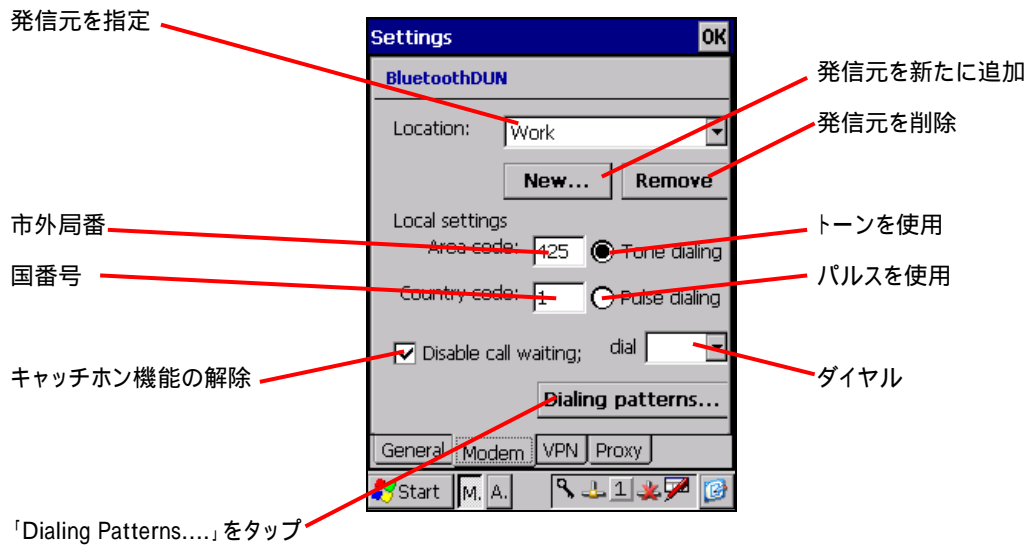 発信元を指定
Settings OK
BluetoothDUN
発信元を新たに追加
Location: Work
発信元を削除
New... Remove
Local settings
市外局番
Area code: 425 Tone dialing
トーンを使用
国番号
Country code: 1 Pulse dialing
パルスを使用
Disable call waiting; dial
キャッチホン機能の解除
ダイヤル
Dialing patterns...
General Modem VPN Proxy
Start M. A. 1
「Dialing Patterns....」をタップ